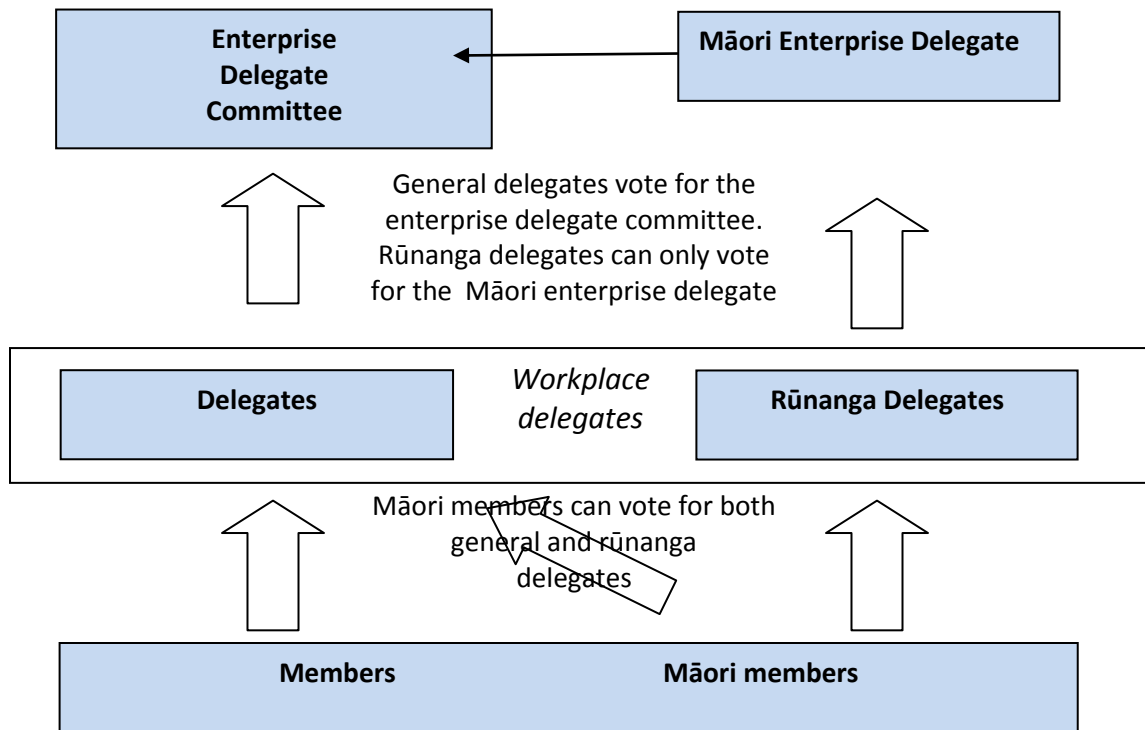 Enterprise
Delegate
Committee
Māori Enterprise Delegate
General delegates vote for the
enterprise delegate committee.
Rūnanga delegates can only vote
for the Māori enterprise delegate
Delegates
Workplace
delegates
Rūnanga Delegates
Māori members can vote for both
general and rūnanga
delegates
Members
Māori members